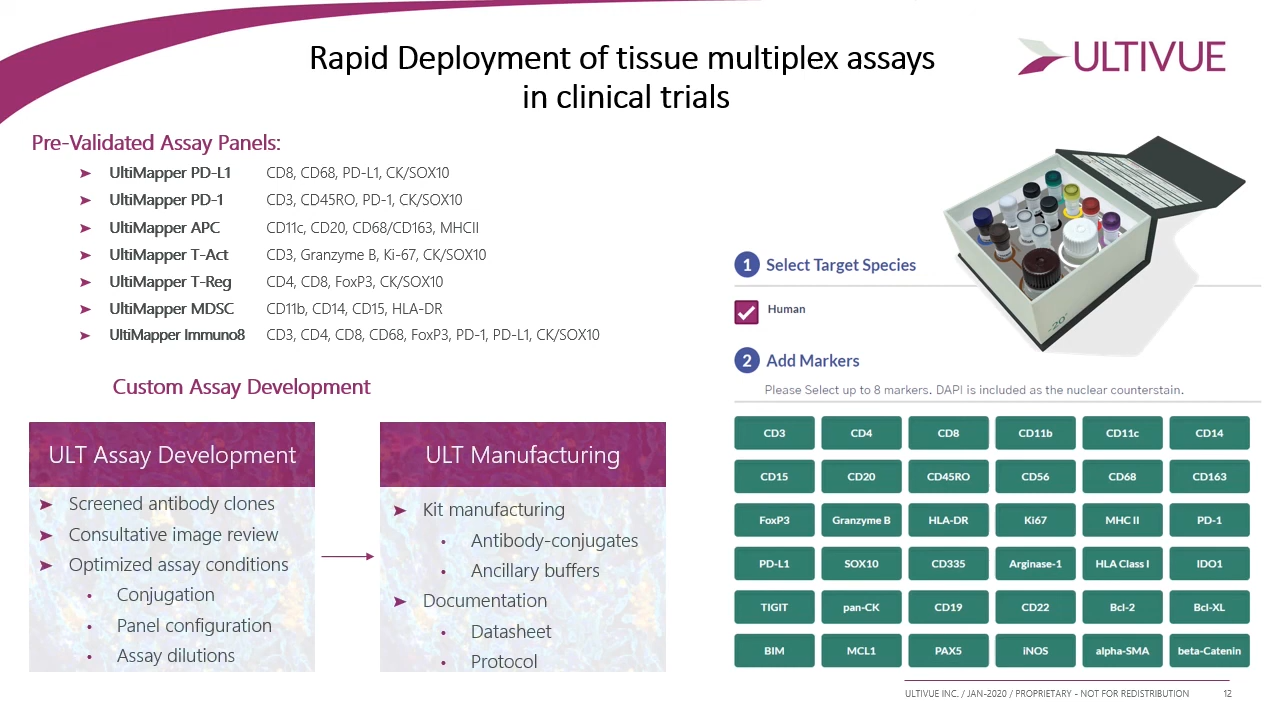 Rapid Deployment of tissue multiplex assays
in clinical trials
ULTIVUE
Pre-Validated Assay Panels:
➤ UltiMapper PD-L1 CD8, CD68, PD-L1, CK/SOX10
➤ UltiMapper PD-1 CD3, CD45RO, PD-1, CK/SOX10
➤ UltiMapper APC CD11c, CD20, CD68/CD163, MHCII
➤ UltiMapper T-Act CD3, Granzyme B, Ki-67, CK/SOX10
➤ UltiMapper T-Reg CD4, CD8, FoxP3, CK/SOX10
➤ UltiMapper MDSC CD11b, CD14, CD15, HLA-DR
➤ UltiMapper Immuno8 CD3, CD4, CD8, CD68, FoxP3, PD-1, PD-L1, CK/SOX10
Custom Assay Development
ULT Assay Development
➤ Screened antibody clones
➤ Consultative image review
➤ Optimized assay conditions
• Conjugation
• Panel configuration
• Assay dilutions
ULT Manufacturing
➤ Kit manufacturing
• Antibody-conjugates
• Ancillary buffers
➤ Documentation
• Datasheet
• Protocol
-20°
1 Select Target Species
Human
2 Add Markers
Please Select up to 8 markers. DAPI is included as the nuclear counterstain.
CD3 CD4 CD8 CD11b CD11c CD14
CD15 CD20 CD45RO CD56 CD68 CD163
FoxP3 Granzyme B HLA-DR Ki67 MHC II PD-1
PD-L1 SOX10 CD335 Arginase-1 HLA Class I IDO1
TIGIT pan-CK CD19 CD22 Bcl-2 Bcl-XL
BIM MCL1 PAX5 iNOS alpha-SMA beta-Catenin
ULTIVUE INC. / JAN-2020 / PROPRIETARY - NOT FOR REDISTRIBUTION 12